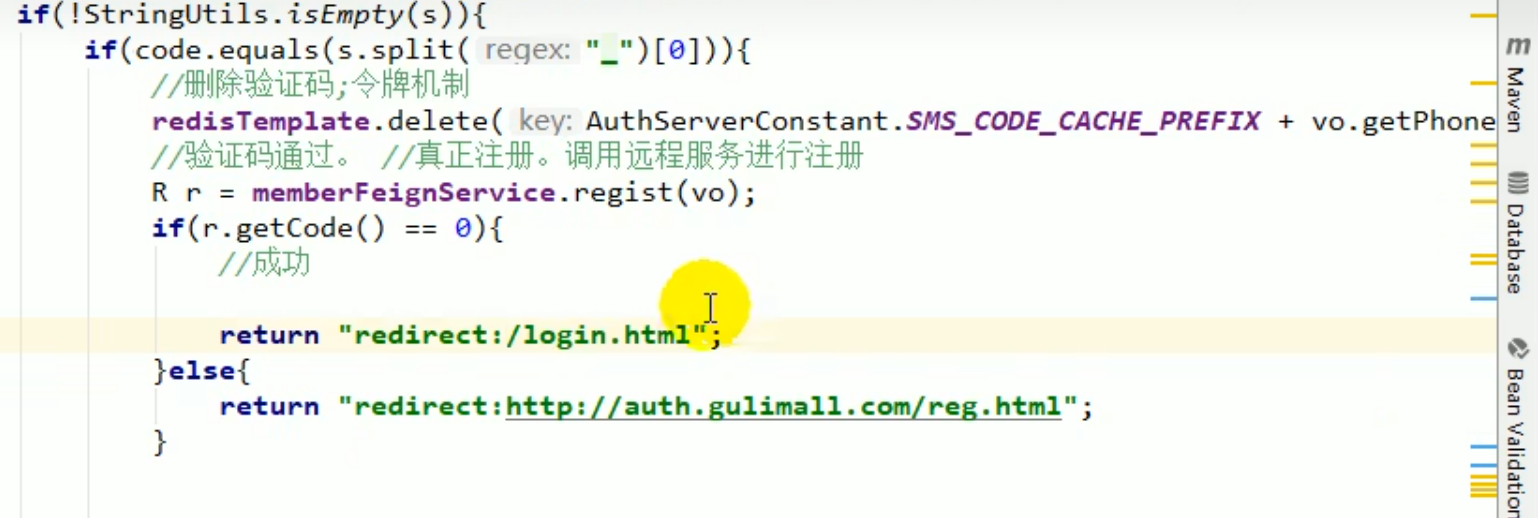 if(!StringUtils.isEmpty(s)){
if(code.equals(s.split( regex: "_")[0])){
//删除验证码;令牌机制
redisTemplate.delete( key: AuthServerConstant.SMS_CODE_CACHE_PREFIX + vo.getPhone
//验证码通过。 //真正注册。调用远程服务进行注册
R r = memberFeignService.regist(vo);
if(r.getCode() == 0){
//成功
return "redirect:/login.html";
}else{
return "redirect:http://auth.gulimall.com/reg.html";
}
m Maven
Database
Bean Validation